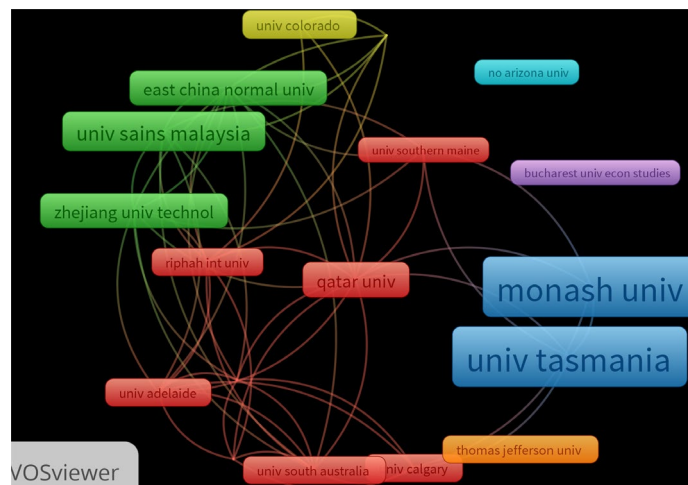 univ colorado
no arizona univ
east china normal univ
univ sains malaysia
univ southern maine
bucharest univ econ studies
zhejiang univ technol
riphah int univ
qatar univ
monash univ
univ tasmania
univ adelaide
thomas jefferson univ
univ south australia
niv calgary
VOSviewer